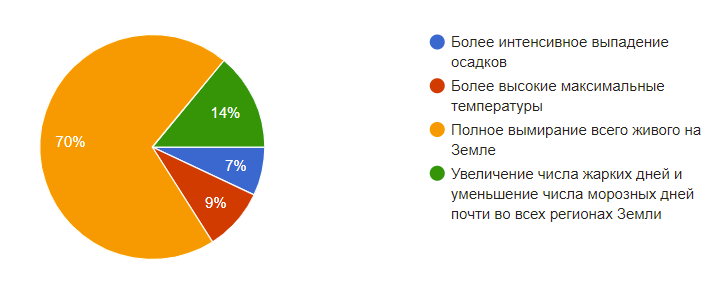 70%
14%
7%
9%
Более интенсивное выпадение
осадков
Более высокие максимальные
температуры
Полное вымирание всего живого на
Земле
Увеличение числа жарких дней и
уменьшение числа морозных дней
почти во всех регионах Земли